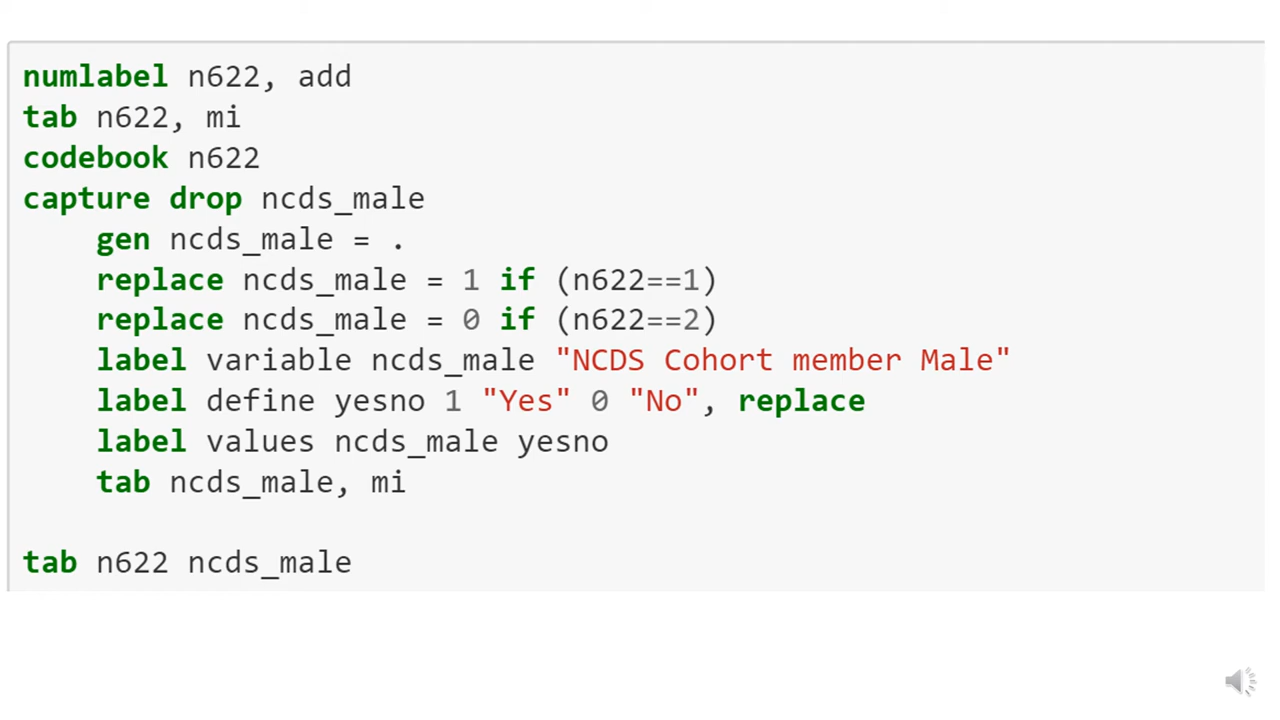 numlabel n622, add
tab n622, mi
codebook n622
capture drop ncds_male
gen ncds_male = .
replace ncds_male = 1 if (n622==1)
replace ncds_male = 0 if (n622==2)
label variable ncds_male "NCDS Cohort member Male"
label define yesno 1 "Yes" 0 "No", replace
label values ncds_male yesno
tab ncds_male, mi
tab n622 ncds_male